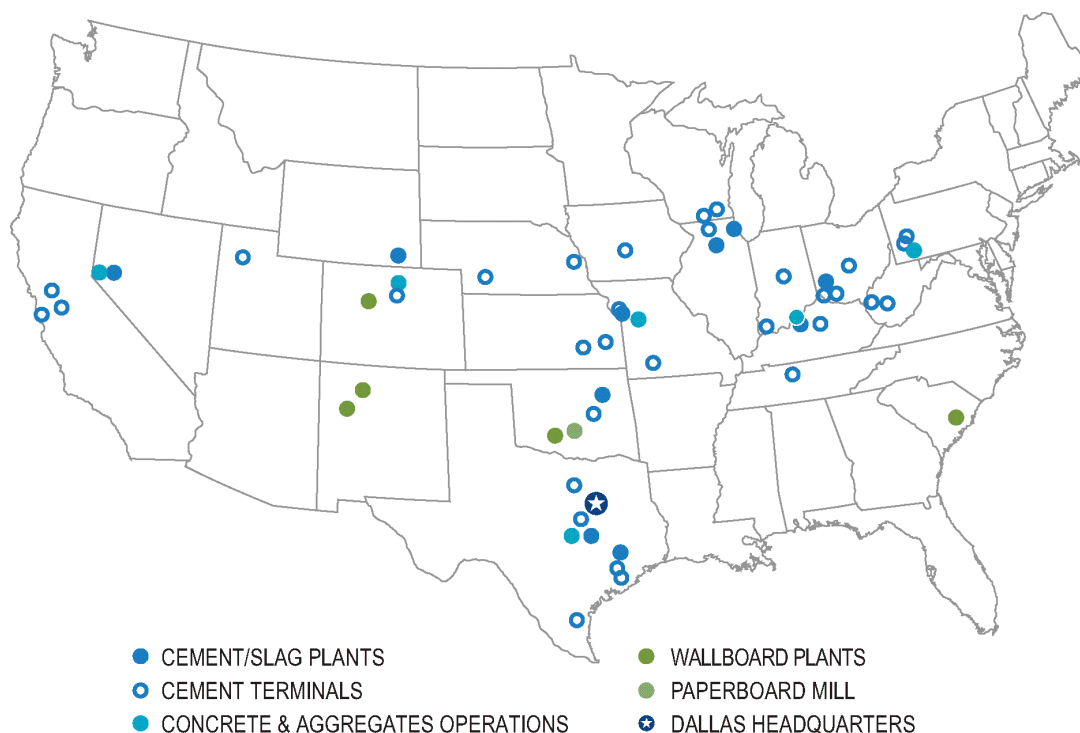 CEMENT/SLAG PLANTS
CEMENT TERMINALS
CONCRETE & AGGREGATES OPERATIONS
WALLBOARD PLANTS
PAPERBOARD MILL
DALLAS HEADQUARTERS